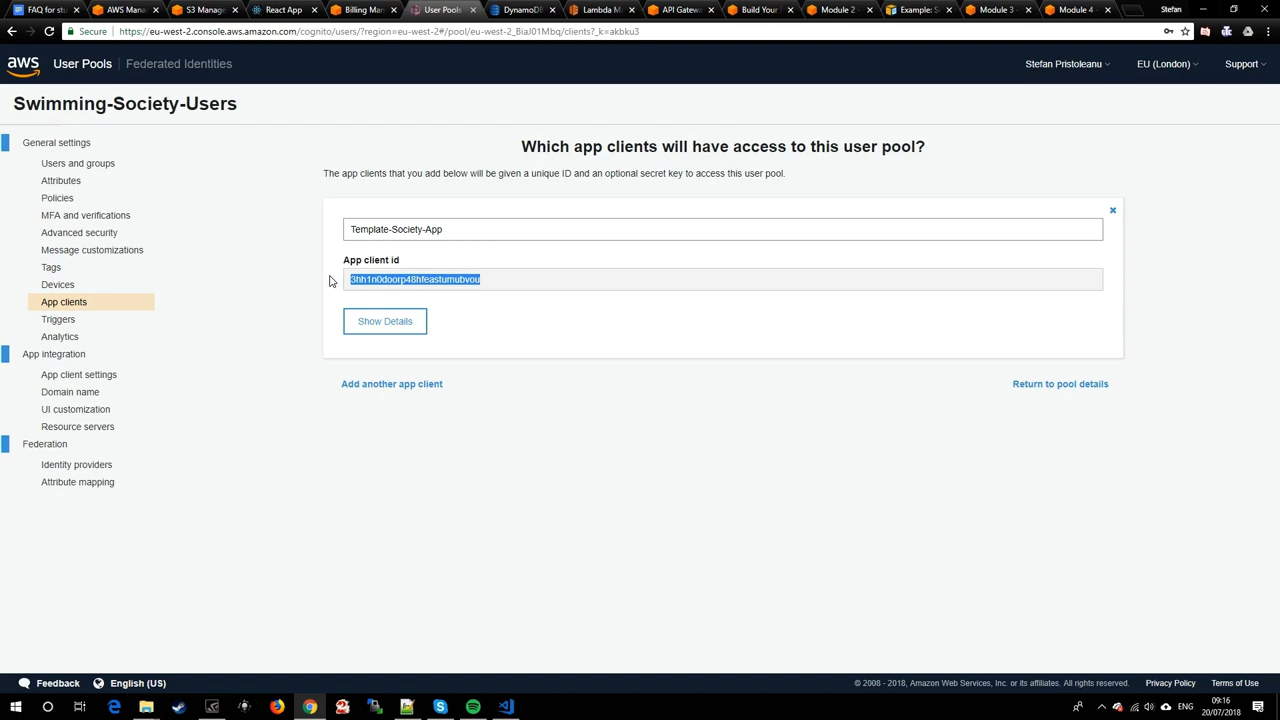 FAQ for stu
AWS Mana
S3 Manage
React App
Billing Man
User Pools
DynamoDB
Lambda M
API Gatew
Build Your
Module 2
Example: S
Module 3 -
Module 4 -
Stefan
Secure https://eu-west-2.console.aws.amazon.com/cognito/users/?region=eu-west-2#/pool/eu-west-2_BiaJ01Mbq/clients?_k=akbku3
aws User Pools Federated Identities Stefan Pristoleanu EU (London) Support
Swimming-Society-Users
General settings
Users and groups
Attributes
Policies
MFA and verifications
Advanced security
Message customizations
Tags
Devices
App clients
Triggers
Analytics
App integration
App client settings
Domain name
UI customization
Resource servers
Federation
Identity providers
Attribute mapping
Which app clients will have access to this user pool?
The app clients that you add below will be given a unique ID and an optional secret key to access this user pool.
Template-Society-App
App client id
3hh1n0doorp48hfeastumubvou
Show Details
Add another app client
Return to pool details
Feedback English (US) © 2008 - 2018, Amazon Web Services, Inc. or its affiliates. All rights reserved. Privacy Policy Terms of Use
ENG
09:16
20/07/2018